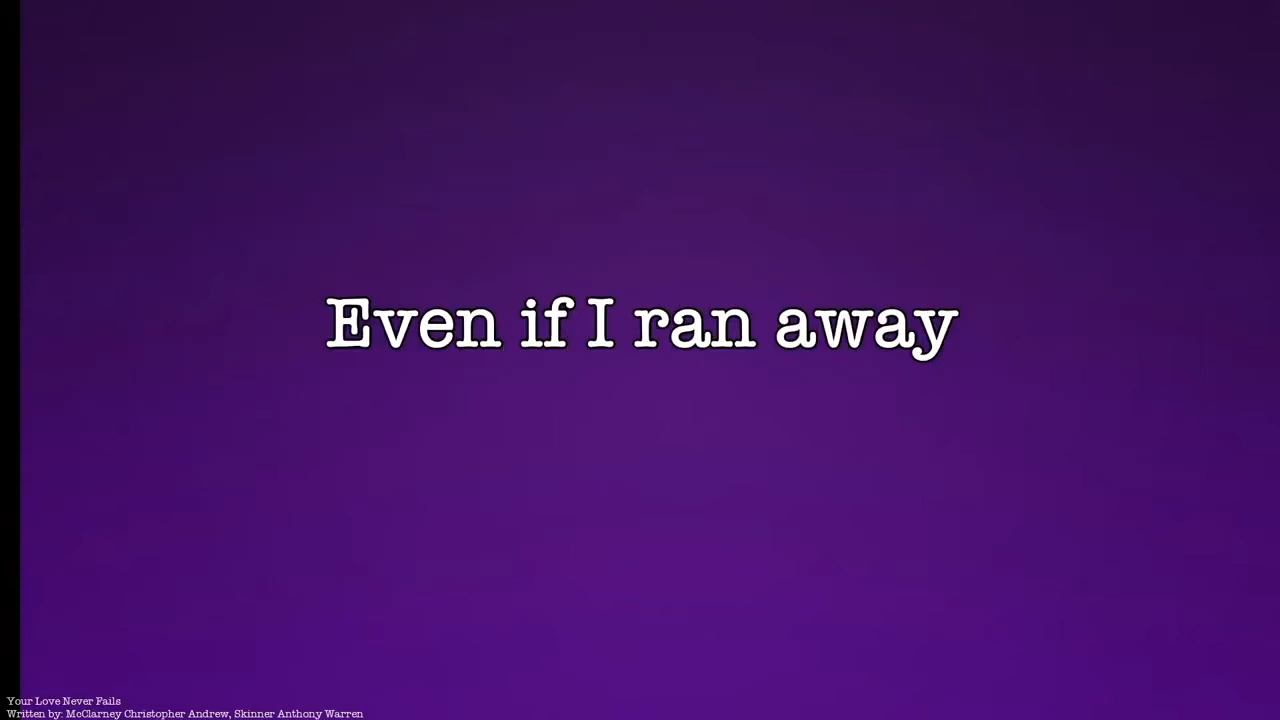 Even if I ran away
Your Love Never Fails
Written by: McClarney Christopher Andrew, Skinner Anthony Warren